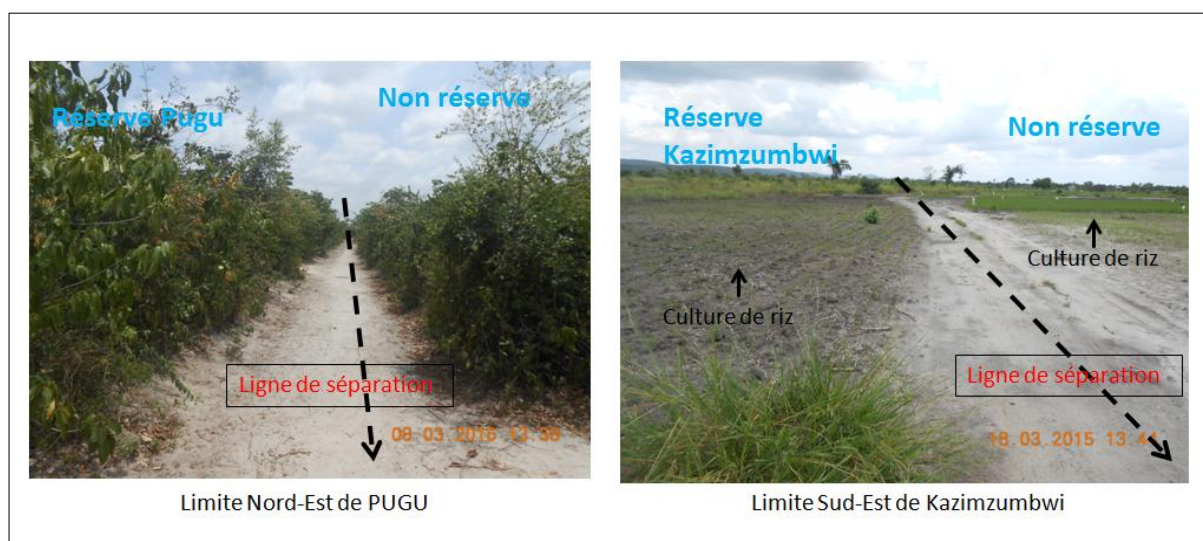 Réserve Pugu
Non réserve
Ligne de séparation
08.03.2015 13:38
Limite Nord-Est de PUGU
Réserve
Kazimzumbwi
Non réserve
Culture de riz
Culture de riz
Ligne de séparation
18.03.2015 13:44
Limite Sud-Est de Kazimzumbwi